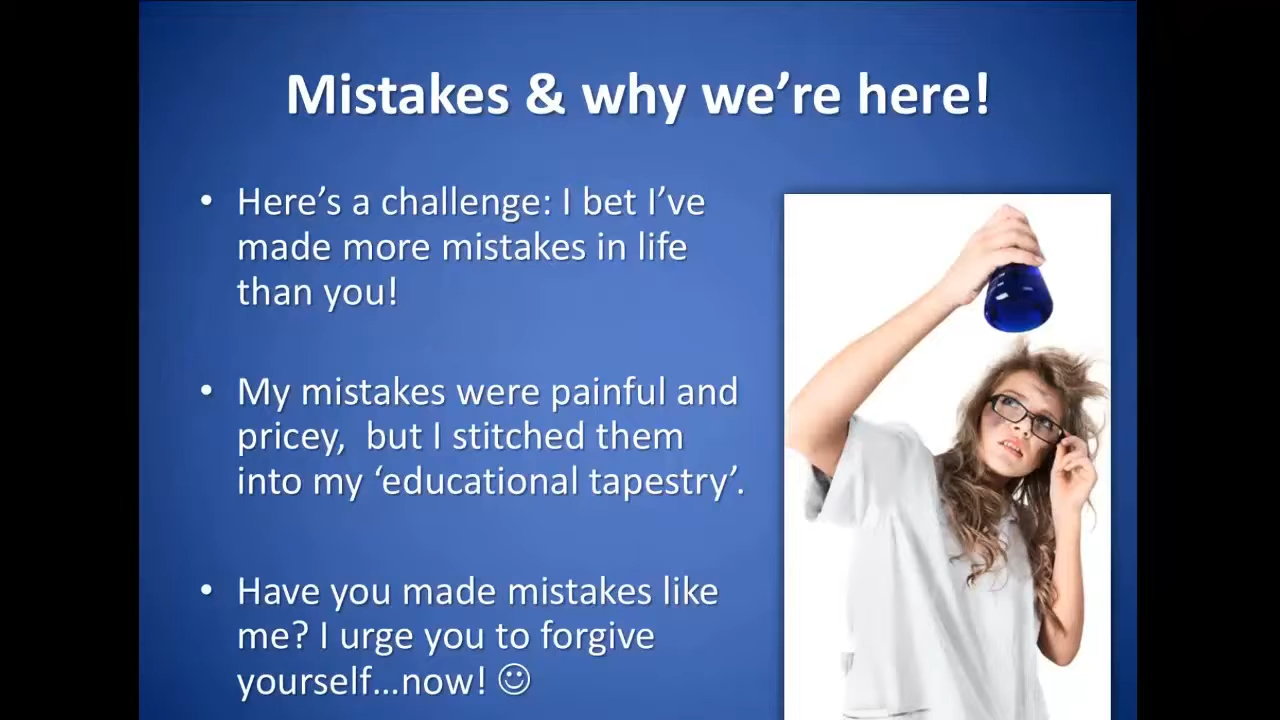 Mistakes & why we’re here!
• Here’s a challenge: I bet I’ve
made more mistakes in life
than you!
• My mistakes were painful and
pricey,  but I stitched them
into my ‘educational tapestry’.
• Have you made mistakes like
me? I urge you to forgive
yourself…now! ☺